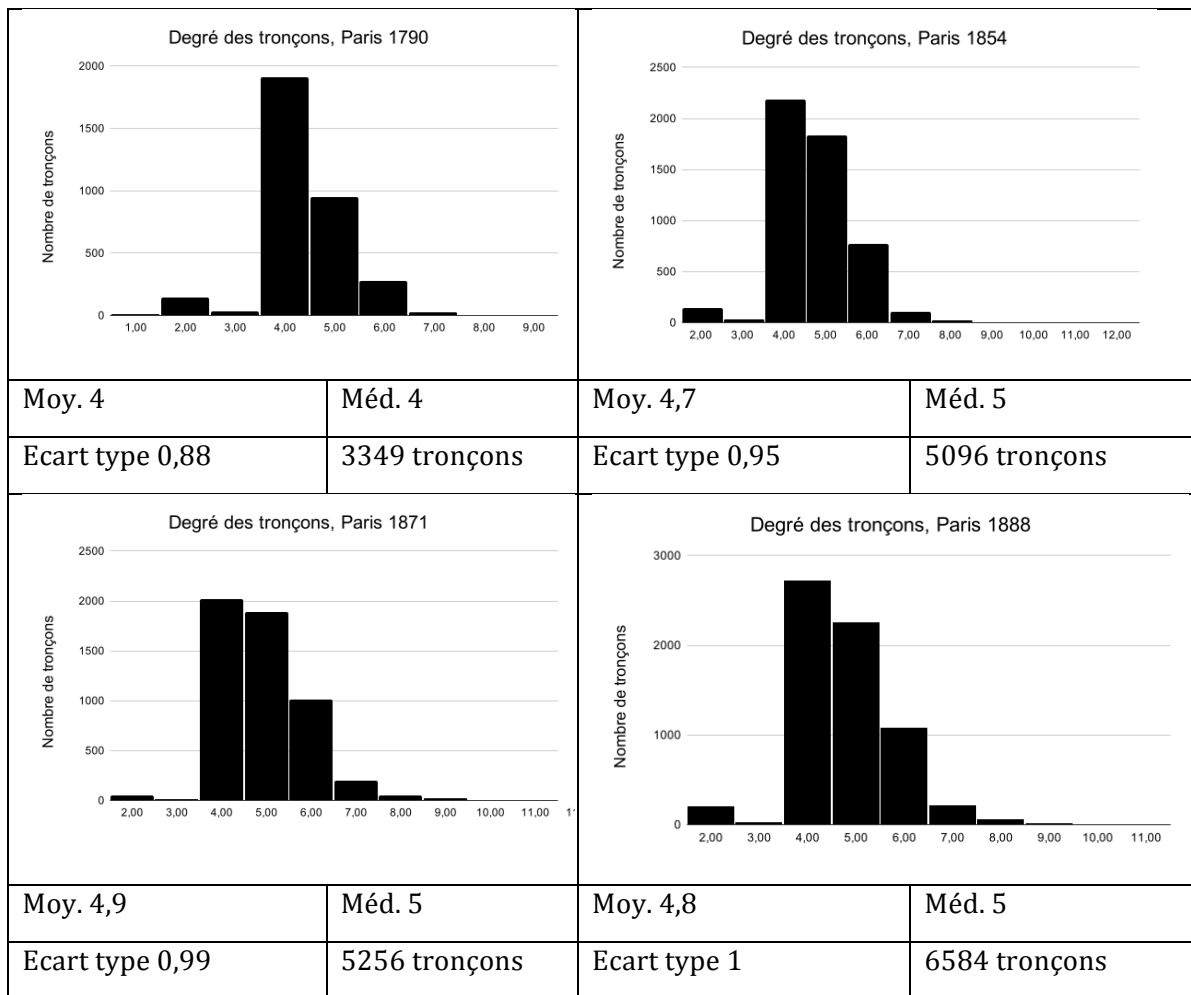 Degré des tronçons, Paris 1790
Nombre de tronçons
2000
1500
1000
500
0
1,00 2,00 3,00 4,00 5,00 6,00 7,00 8,00 9,00
Degré des tronçons, Paris 1854
Nombre de tronçons
2500
2000
1500
1000
500
0
2,00 3,00 4,00 5,00 6,00 7,00 8,00 9,00 10,00 11,00 12,00
Moy. 4 Méd. 4 Moy. 4,7 Méd. 5
Ecart type 0,88 3349 tronçons Ecart type 0,95 5096 tronçons
Degré des tronçons, Paris 1871
Nombre de tronçons
2500
2000
1500
1000
500
0
2,00 3,00 4,00 5,00 6,00 7,00 8,00 9,00 10,00 11,00
Degré des tronçons, Paris 1888
Nombre de tronçons
3000
2000
1000
0
2,00 3,00 4,00 5,00 6,00 7,00 8,00 9,00 10,00 11,00
Moy. 4,9 Méd. 5 Moy. 4,8 Méd. 5
Ecart type 0,99 5256 tronçons Ecart type 1 6584 tronçons